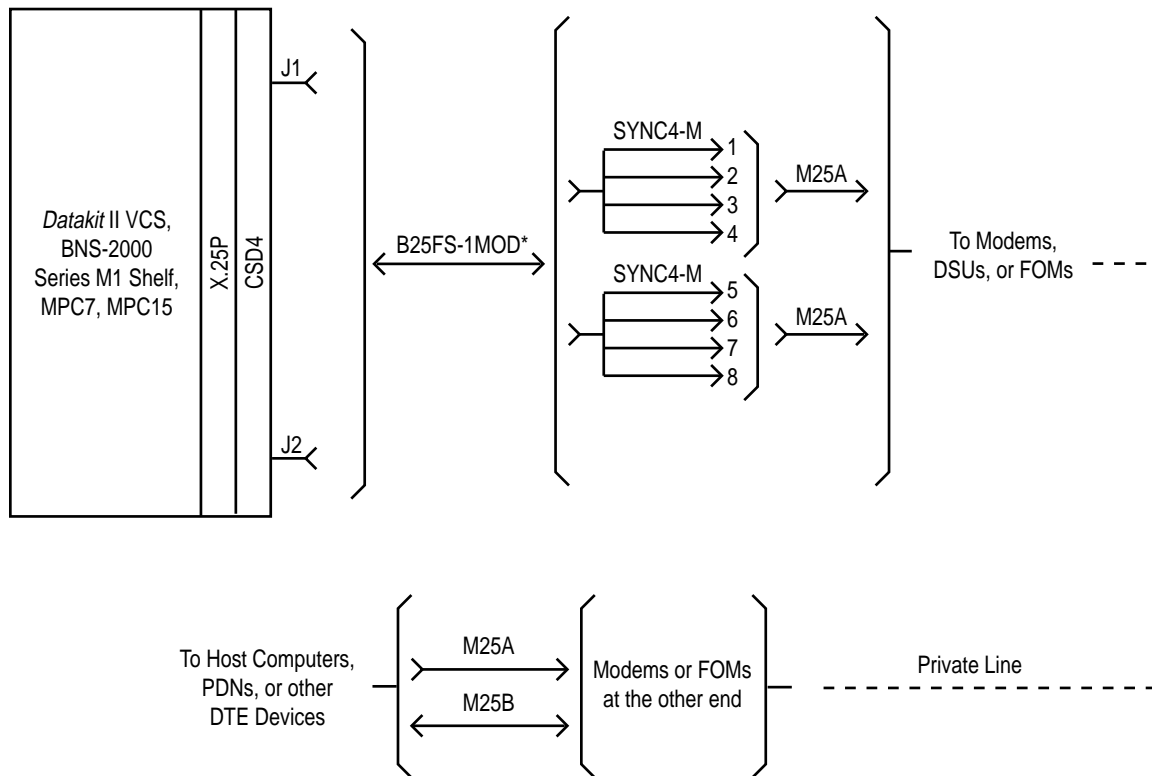 J1
SYNC4-M
1
2
3
4
M25A
Datakit II VCS,
BNS-2000
Series M1 Shelf,
MPC7, MPC15
X.25P
CSD4
B25FS-1MOD*
To Modems,
DSUs, or FOMs
SYNC4-M
5
6
7
8
M25A
J2
To Host Computers,
PDNs, or other
DTE Devices
M25A
M25B
Modems or FOMs
at the other end
Private Line